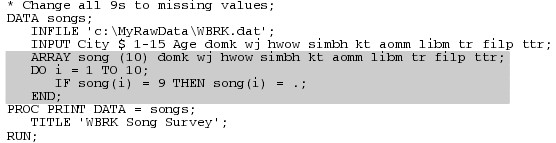 * Change all 9s to missing values;
DATA songs;
INFILE 'c:\MyRawData\WBRK.dat';
INPUT City $ 1-15 Age domk wj hwow simbh kt aomm libm tr filp ttr;
ARRAY song (10) domk wj hwow simbh kt aomm libm tr filp ttr;
DO i = 1 TO 10;
IF song(i) = 9 THEN song(i) = .;
END;
PROC PRINT DATA = songs;
TITLE 'WBRK Song Survey';
RUN;